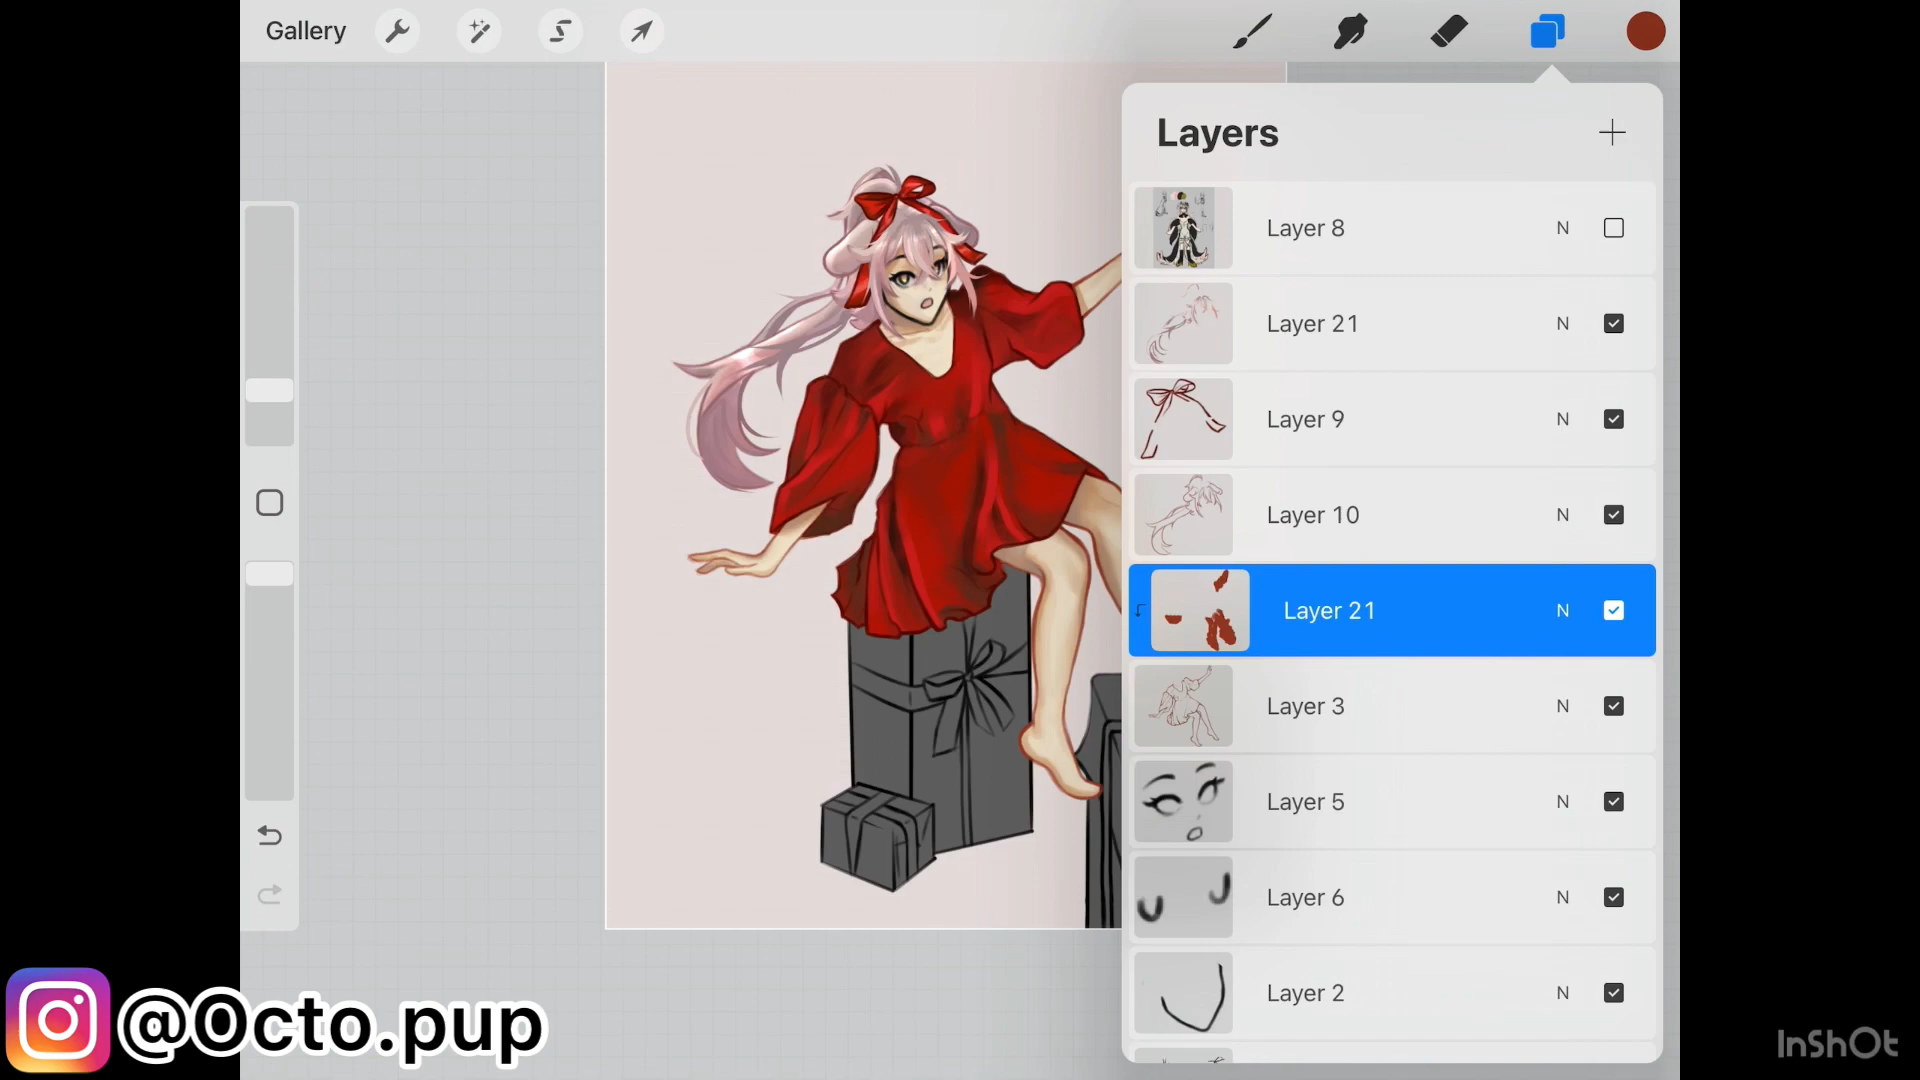 Gallery
Layers
Layer 8 N
Layer 21 N
Layer 9 N
Layer 10 N
Layer 21 N
Layer 3 N
Layer 5 N
Layer 6 N
Layer 2 N
@Octo.pup
InShOt